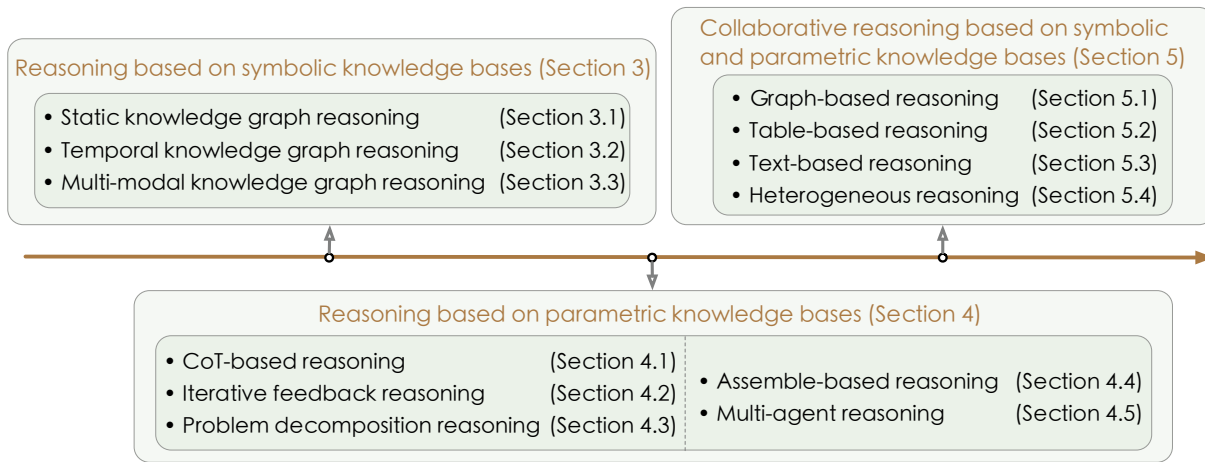 Reasoning based on symbolic knowledge bases (Section 3)
• Static knowledge graph reasoning (Section 3.1)
• Temporal knowledge graph reasoning (Section 3.2)
• Multi-modal knowledge graph reasoning (Section 3.3)
Collaborative reasoning based on symbolic
and parametric knowledge bases (Section 5)
• Graph-based reasoning (Section 5.1)
• Table-based reasoning (Section 5.2)
• Text-based reasoning (Section 5.3)
• Heterogeneous reasoning (Section 5.4)
Reasoning based on parametric knowledge bases (Section 4)
• CoT-based reasoning (Section 4.1)
• Iterative feedback reasoning (Section 4.2)
• Problem decomposition reasoning (Section 4.3)
• Assemble-based reasoning (Section 4.4)
• Multi-agent reasoning (Section 4.5)